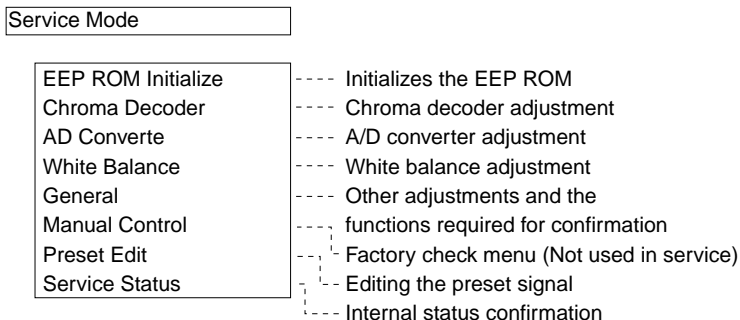 Service Mode
EEP ROM Initialize ---- Initializes the EEP ROM
Chroma Decoder ---- Chroma decoder adjustment
AD Converte ---- A/D converter adjustment
White Balance ---- White balance adjustment
General ---- Other adjustments and the
Manual Control functions required for confirmation
Preset Edit Factory check menu (Not used in service)
Service Status Editing the preset signal
Internal status confirmation